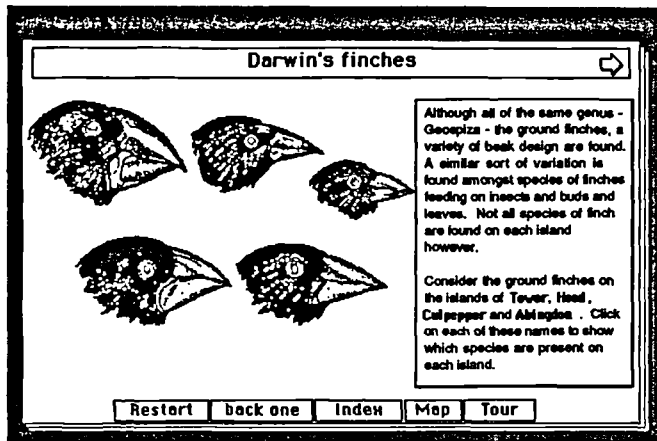 Darwin's finches
Although all of the same genus -
Geospiza - the ground finches, a
variety of beak design are found.
A similar sort of variation is
found amongst species of finches
feeding on insects and buds and
leaves. Not all species of finch
are found on each island
however.
Consider the ground finches on
the islands of Tower, Hood,
Culpepper and Abingdon . Click
on each of these names to show
which species are present on
each island.
Restart back one Index Map Tour